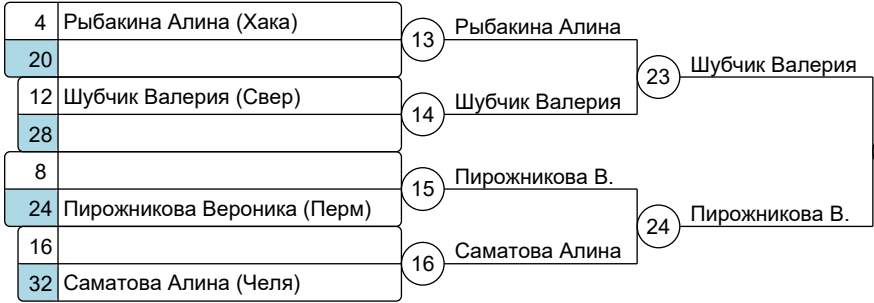 4 Рыбакина Алина (Хака)
13 Рыбакина Алина
20
23 Шубчик Валерия
12 Шубчик Валерия (Свер)
14 Шубчик Валерия
28
8
15 Пирожникова В.
24 Пирожникова Вероника (Перм)
24 Пирожникова В.
16
16 Саматова Алина
32 Саматова Алина (Челя)